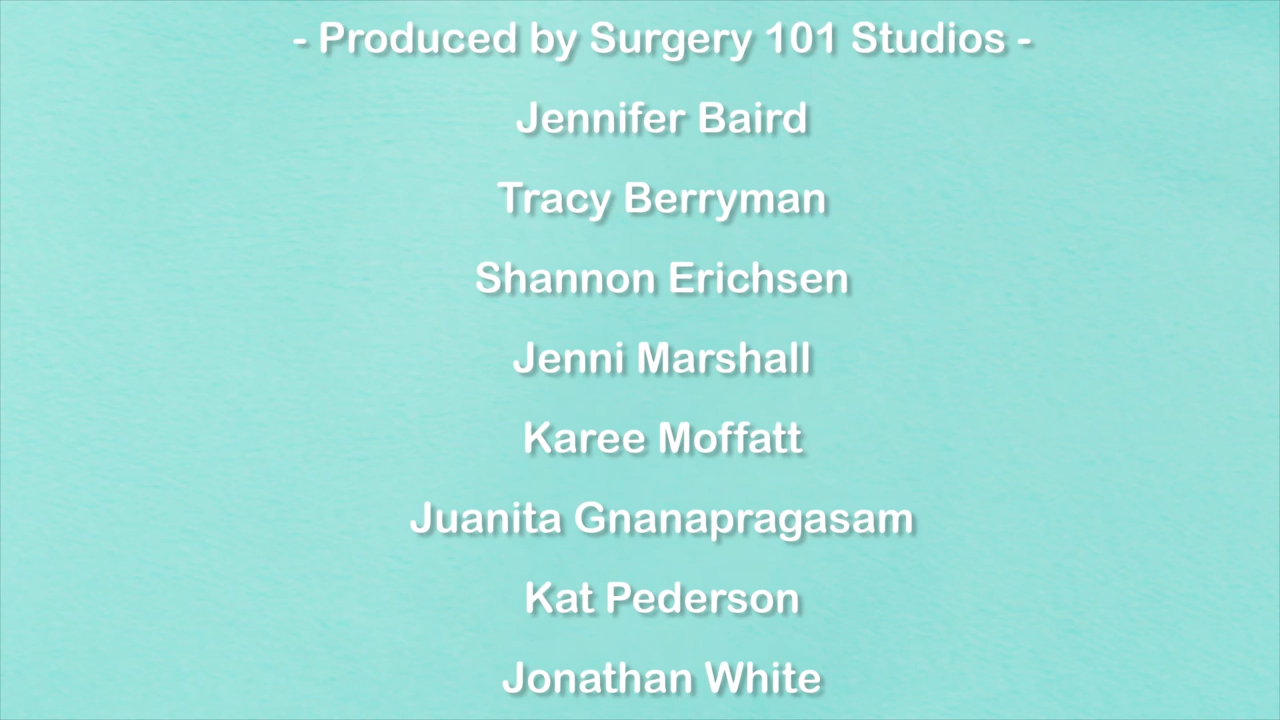 - Produced by Surgery 101 Studios -
Jennifer Baird
Tracy Berryman
Shannon Erichsen
Jenni Marshall
Karee Moffatt
Juanita Gnanapragasam
Kat Pederson
Jonathan White